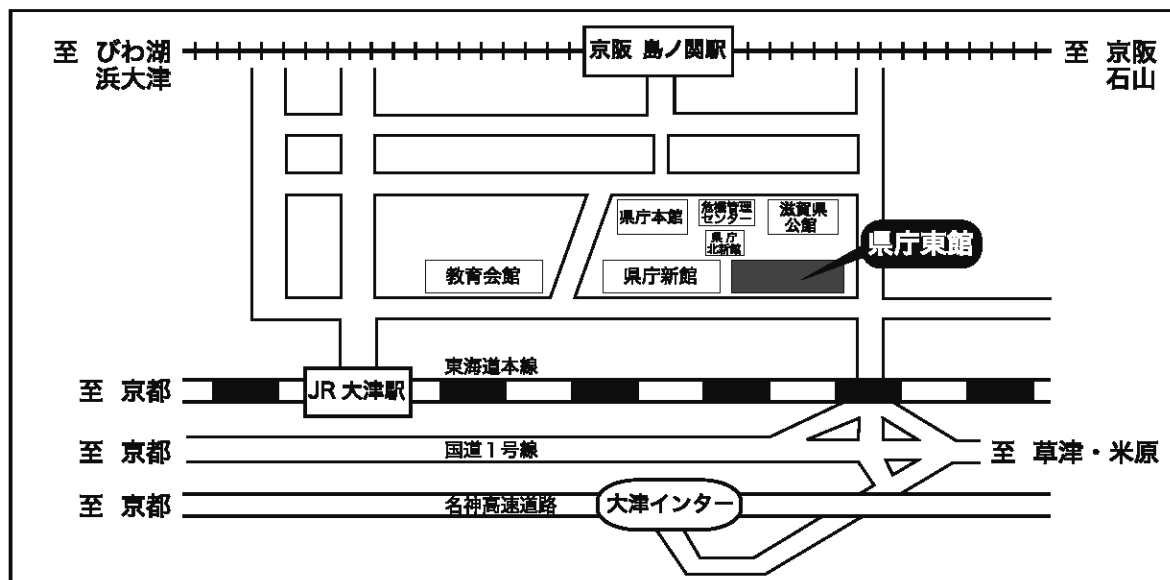 至 びわ湖
浜大津
京阪 島ノ関駅
至 京阪
石山
県庁本館
危機管理
センター
滋賀県
公館
県庁
北新館
県庁東館
教育会館
県庁新館
東海道本線
至 京都
JR 大津駅
至 京都
国道1号線
至 草津・米原
至 京都
名神高速道路
大津インター